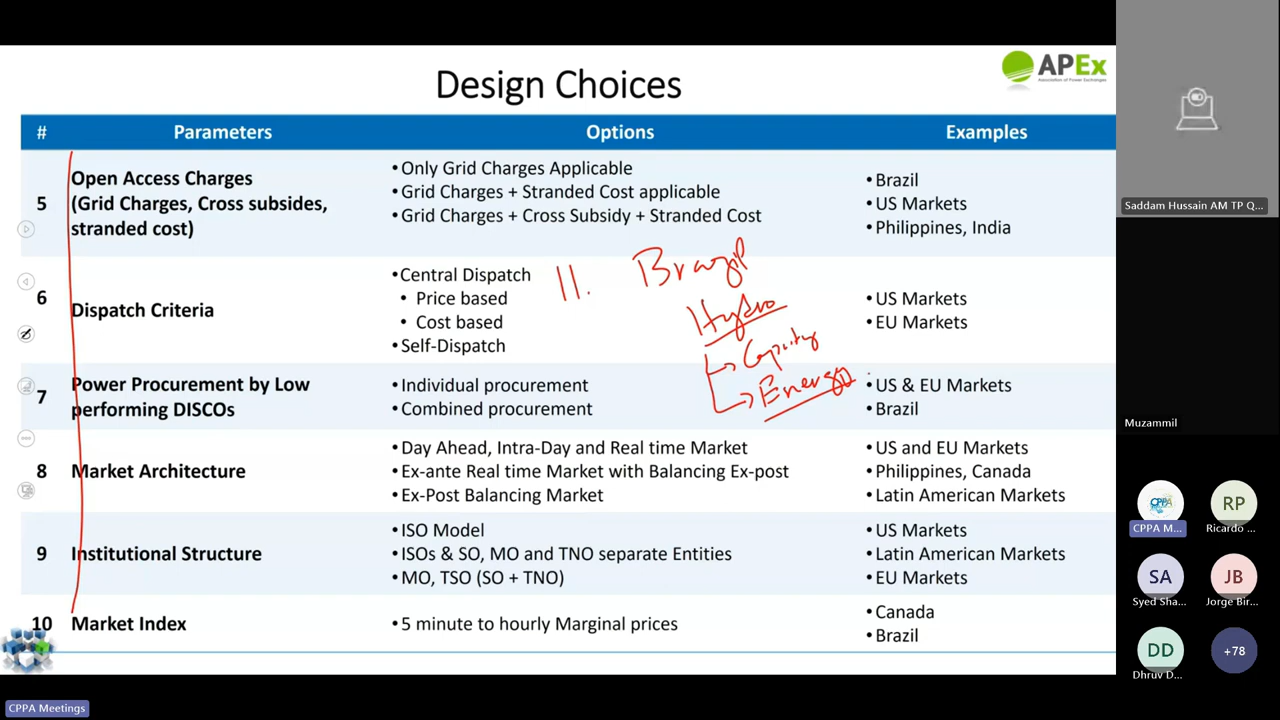 Design Choices
APEx
Association of Power Exchanges
# Parameters Options Examples
5
Open Access Charges
(Grid Charges, Cross subsides,
stranded cost)
• Only Grid Charges Applicable
• Grid Charges + Stranded Cost applicable
• Grid Charges + Cross Subsidy + Stranded Cost
• Brazil
• US Markets
• Philippines, India
6
Dispatch Criteria
• Central Dispatch
• Price based
• Cost based
• Self-Dispatch
• US Markets
• EU Markets
11. Brazil
Hydro
Capacity
Energy
7
Power Procurement by Low
performing DISCOs
• Individual procurement
• Combined procurement
• US & EU Markets
• Brazil
8
Market Architecture
• Day Ahead, Intra-Day and Real time Market
• Ex-ante Real time Market with Balancing Ex-post
• Ex-Post Balancing Market
• US and EU Markets
• Philippines, Canada
• Latin American Markets
9
Institutional Structure
• ISO Model
• ISOs & SO, MO and TNO separate Entities
• MO, TSO (SO + TNO)
• US Markets
• Latin American Markets
• EU Markets
10
Market Index
• 5 minute to hourly Marginal prices
• Canada
• Brazil
CPPA Meetings
Saddam Hussain AM TP Q...
Muzammil
CPPA
CPPA M...
RP
Ricardo ...
SA
Syed Sha...
JB
Jorge Bir...
DD
Dhruv D...
+78